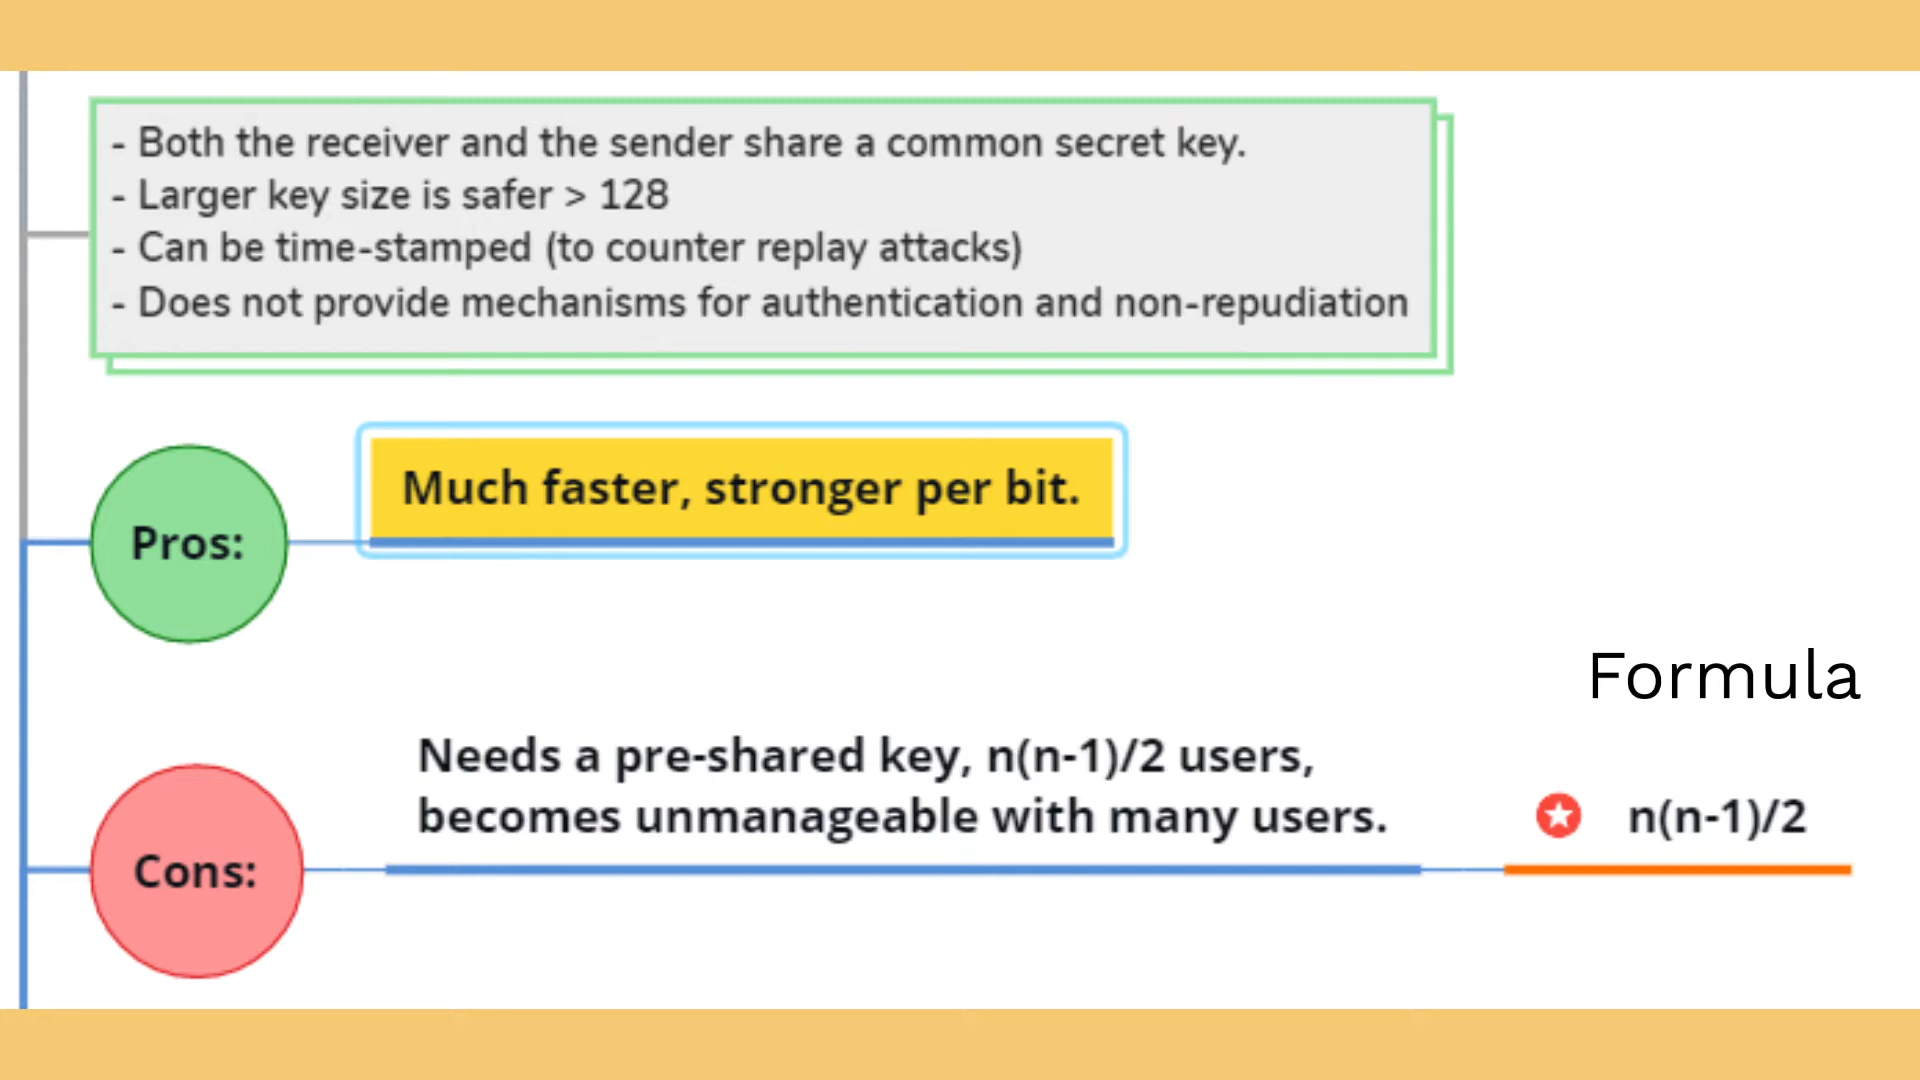 - Both the receiver and the sender share a common secret key.
- Larger key size is safer > 128
- Can be time-stamped (to counter replay attacks)
- Does not provide mechanisms for authentication and non-repudiation
Pros:
Much faster, stronger per bit.
Formula
Cons:
Needs a pre-shared key, n(n-1)/2 users,
becomes unmanageable with many users.
n(n-1)/2